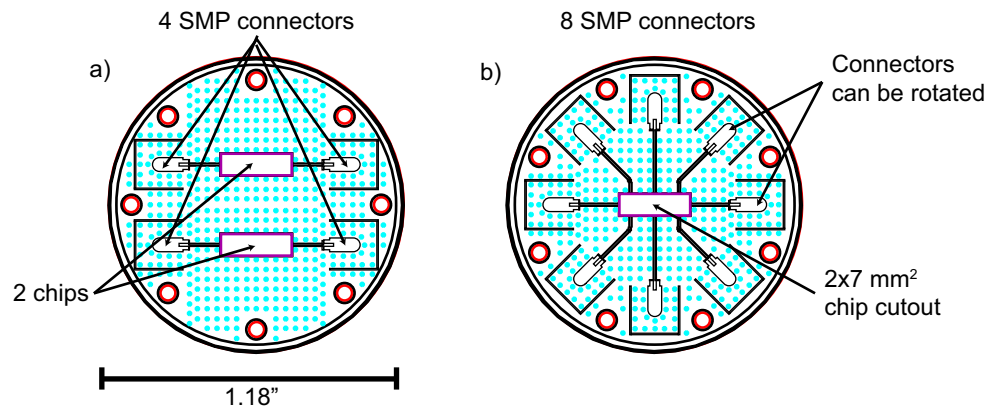 4 SMP connectors
8 SMP connectors
a)
b)
Connectors
can be rotated
2 chips
2x7 mm²
chip cutout
1.18”